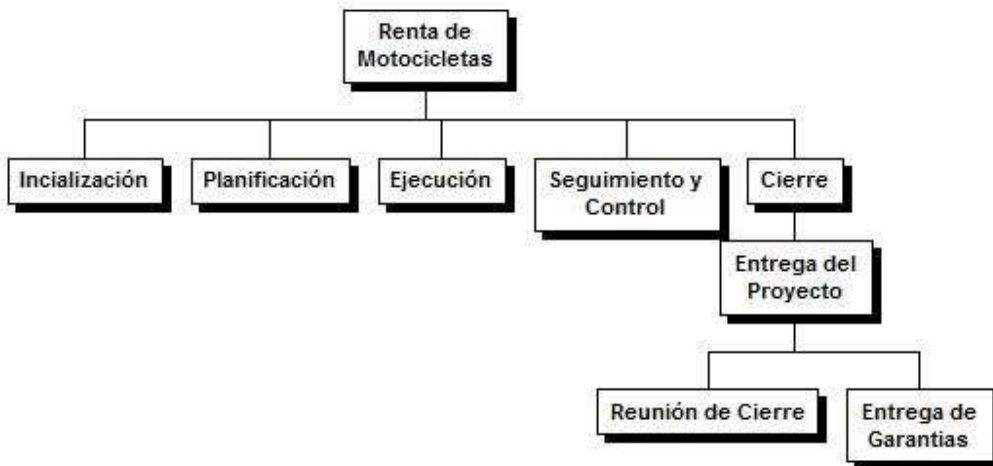 Renta de
Motocicletas
Incialización
Planificación
Ejecución
Seguimiento y
Control
Cierre
Entrega del
Proyecto
Reunión de Cierre
Entrega de
Garantias